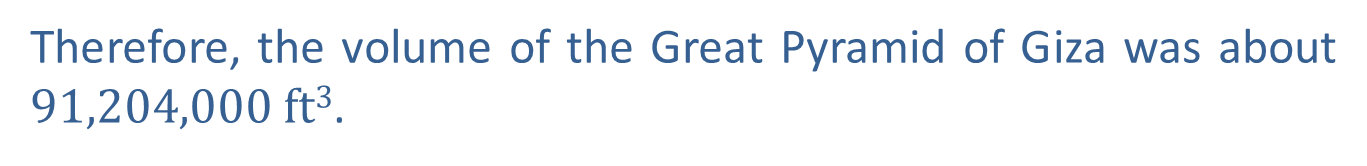 Therefore, the volume of the Great Pyramid of Giza was about
91,204,000 ft³.